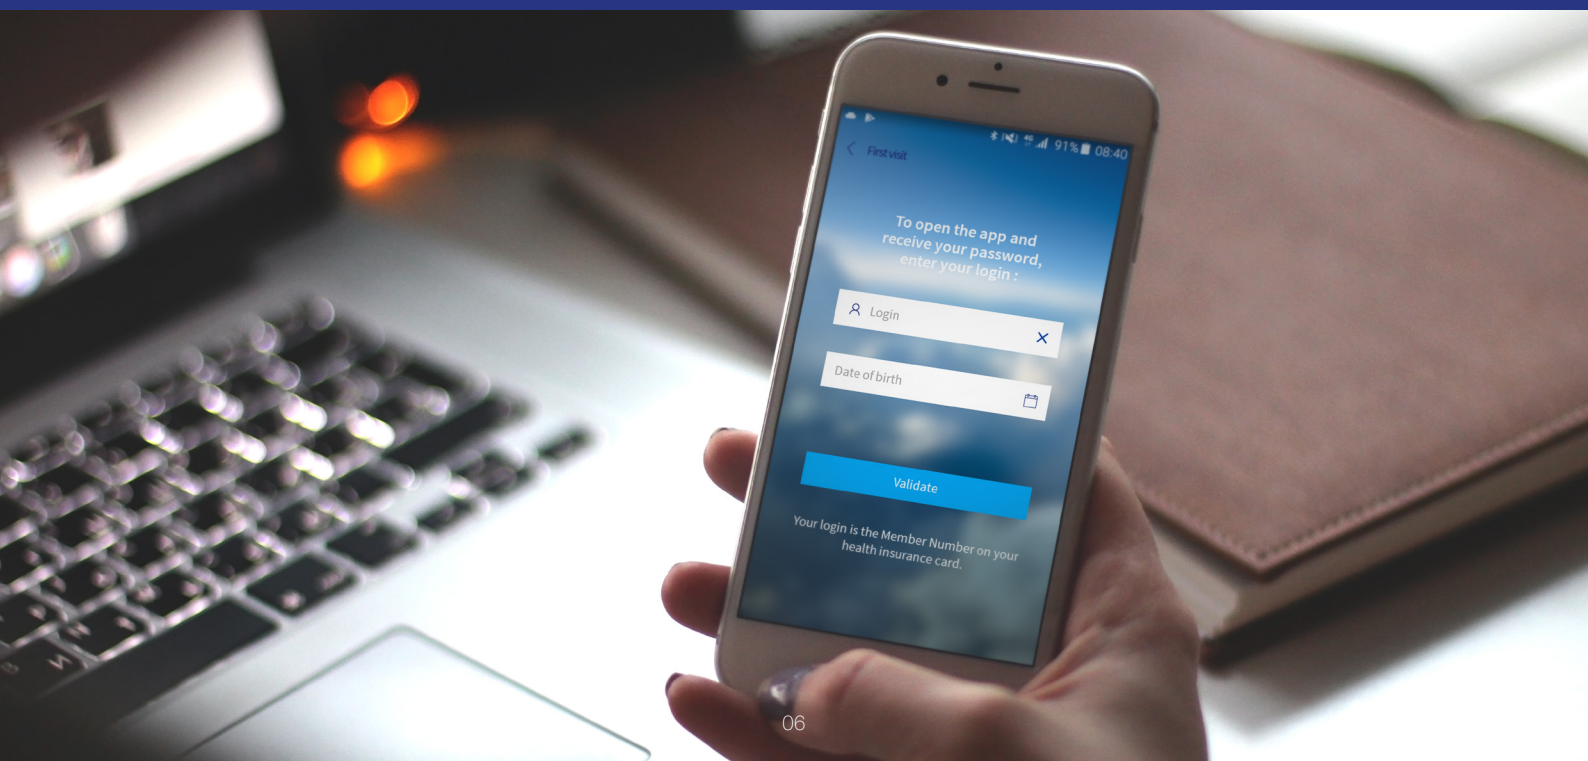 91% 08:40
First visit
To open the app and
receive your password,
enter your login :
Login
Date of birth
Validate
Your login is the Member Number on your
health insurance card.
06